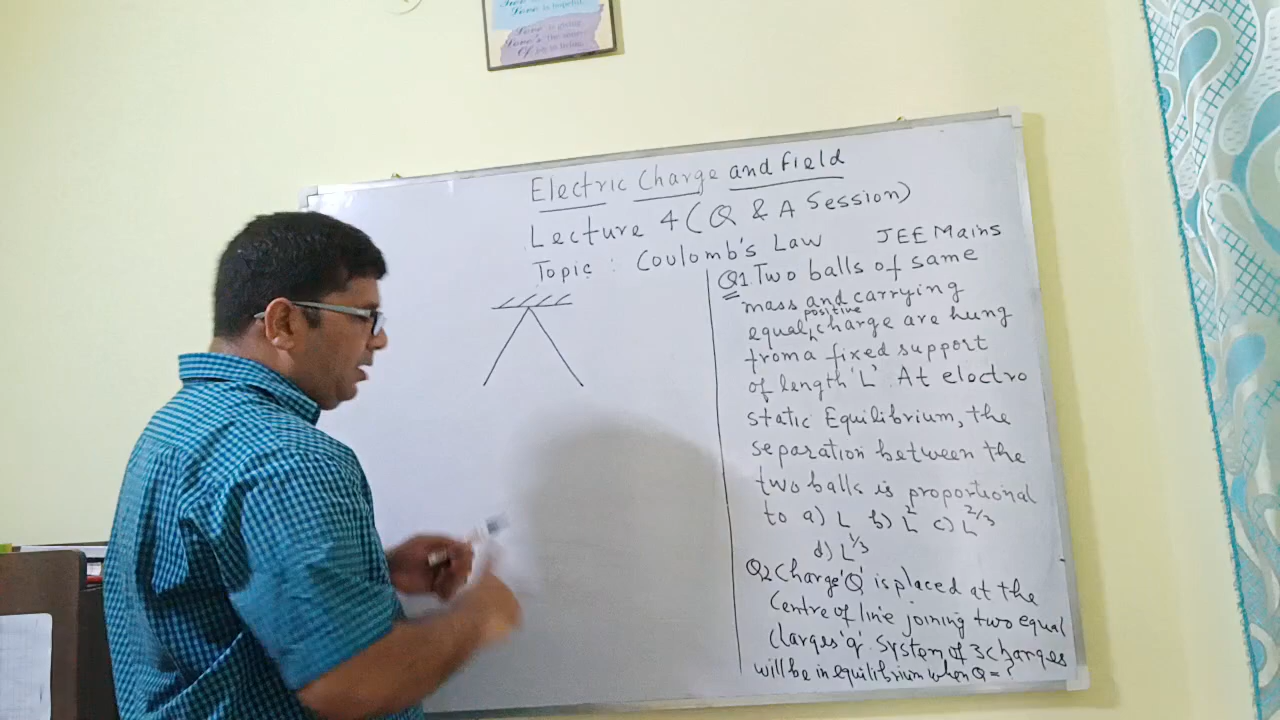 Love is hopeful.
Electric Charge and Field
Lecture 4 (Q & A Session)
Topic : Coulomb's Law
JEE Mains
Q1. Two balls of same
mass and carrying
positive
equal charge are hung
from a fixed support
of length 'L'. At electro
static Equilibrium, the
separation between the
two balls is proportional
to a) L b) L² c) L^2/3
d) L^1/3
Q2 Charge 'Q' is placed at the
Centre of line joining two equal
Charges 'q'. System of 3 charges
will be in equilibrium when Q = ?